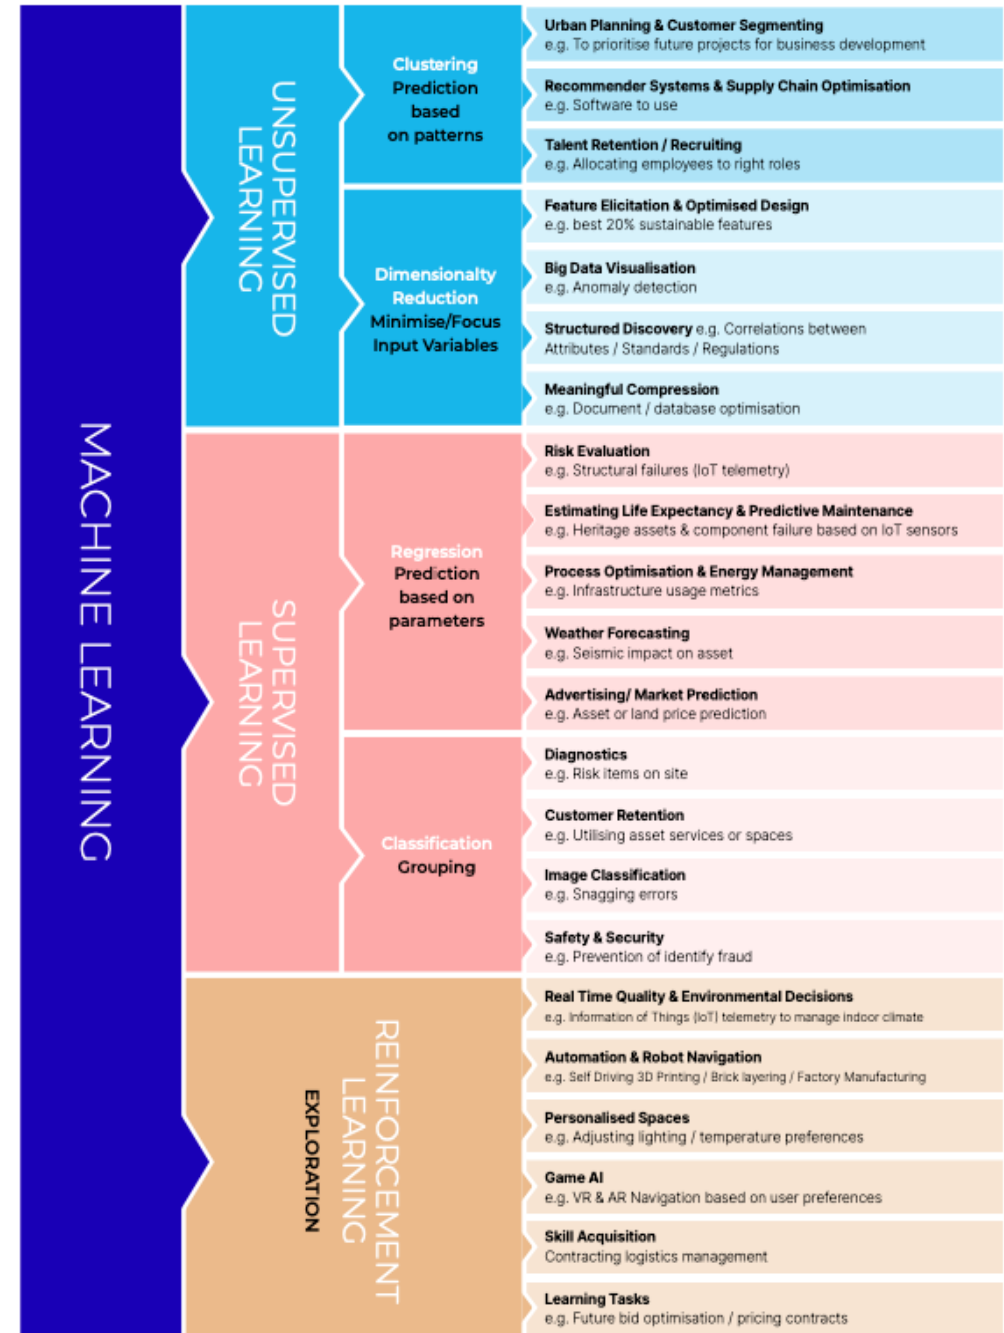 MACHINE LEARNING
UNSUPERVISED
LEARNING
Clustering
Prediction
based
on patterns
Urban Planning & Customer Segmenting
e.g. To prioritise future projects for business development
Recommender Systems & Supply Chain Optimisation
e.g. Software to use
Talent Retention / Recruiting
e.g. Allocating employees to right roles
Dimensionalty
Reduction
Minimise/Focus
Input Variables
Feature Elicitation & Optimised Design
e.g. best 20% sustainable features
Big Data Visualisation
e.g. Anomaly detection
Structured Discovery e.g. Correlations between
Attributes / Standards / Regulations
Meaningful Compression
e.g. Document / database optimisation
SUPERVISED
LEARNING
Regression
Prediction
based on
parameters
Risk Evaluation
e.g. Structural failures (IoT telemetry)
Estimating Life Expectancy & Predictive Maintenance
e.g. Heritage assets & component failure based on IoT sensors
Process Optimisation & Energy Management
e.g. Infrastructure usage metrics
Weather Forecasting
e.g. Seismic impact on asset
Advertising/ Market Prediction
e.g. Asset or land price prediction
Classification
Grouping
Diagnostics
e.g. Risk items on site
Customer Retention
e.g. Utilising asset services or spaces
Image Classification
e.g. Snagging errors
Safety & Security
e.g. Prevention of identify fraud
REINFORCEMENT
LEARNING
EXPLORATION
Real Time Quality & Environmental Decisions
e.g. Information of Things (IoT) telemetry to manage indoor climate
Automation & Robot Navigation
e.g. Self Driving 3D Printing / Brick layering / Factory Manufacturing
Personalised Spaces
e.g. Adjusting lighting / temperature preferences
Game AI
e.g. VR & AR Navigation based on user preferences
Skill Acquisition
Contracting logistics management
Learning Tasks
e.g. Future bid optimisation / pricing contracts